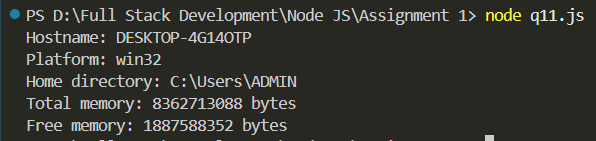 PS D:\Full Stack Development\Node JS\Assignment 1> node q11.js
Hostname: DESKTOP-4G14OTP
Platform: win32
Home directory: C:\Users\ADMIN
Total memory: 8362713088 bytes
Free memory: 1887588352 bytes